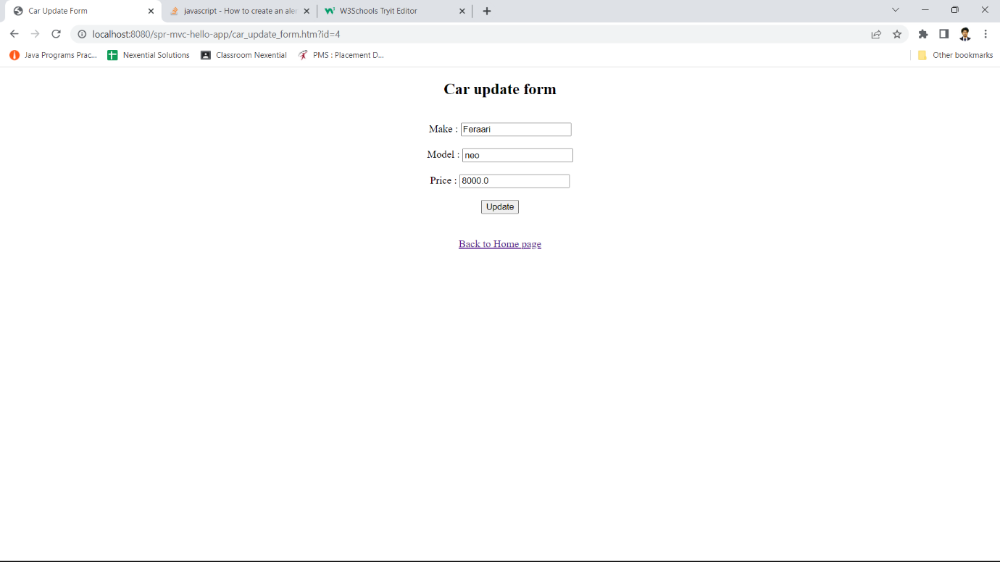 Car Update Form
javascript - How to create an aler
W3Schools Tryit Editor
localhost:8080/spr-mvc-hello-app/car_update_form.htm?id=4
Java Programs Prac...
Nexential Solutions
Classroom Nexential
PMS : Placement D...
Other bookmarks
Car update form
Make : Feraari
Model : neo
Price : 8000.0
Update
Back to Home page